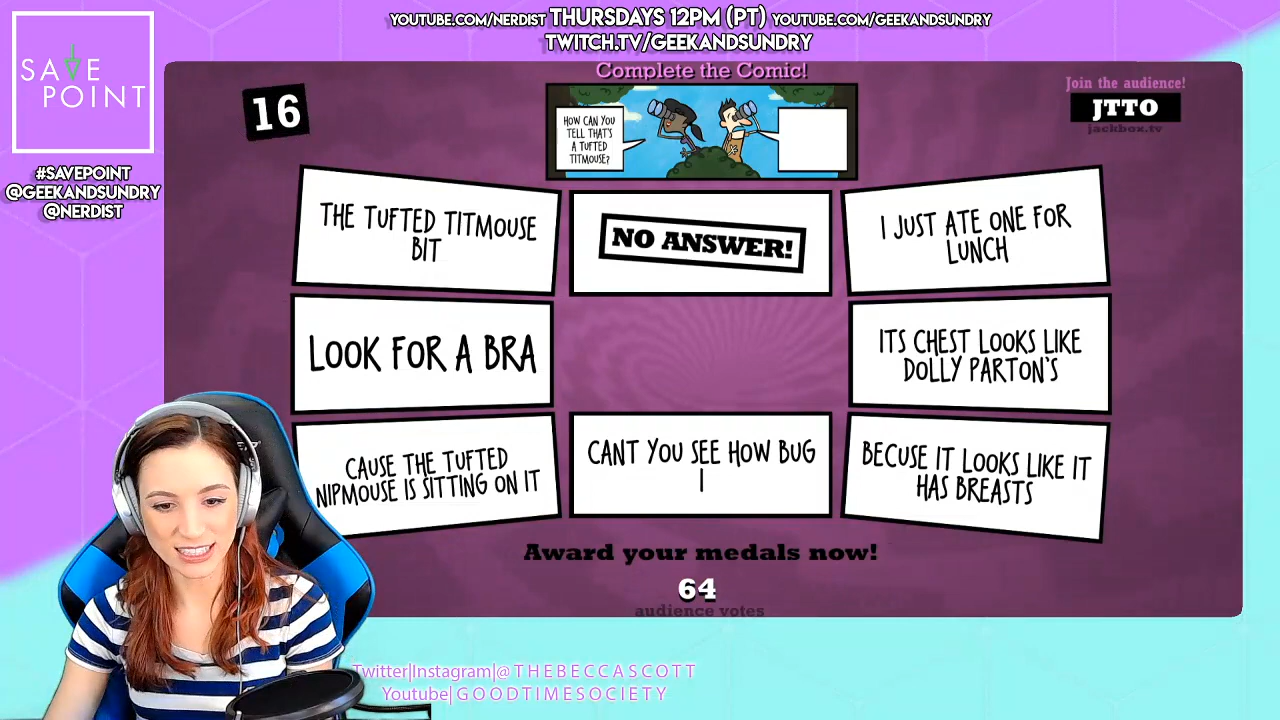 YOUTUBE.COM/NERDIST THURSDAYS 12PM (PT) YOUTUBE.COM/GEEKANDSUNDRY
TWITCH.TV/GEEKANDSUNDRY
SAVE
POINT
#SAVEPOINT
@GEEKANDSUNDRY
@NERDIST
Complete the Comic!
16
HOW CAN YOU
TELL THAT'S
A TUFTED
TITMOUSE?
Join the audience!
JTTO
jackbox.tv
THE TUFTED TITMOUSE
BIT
NO ANSWER!
I JUST ATE ONE FOR
LUNCH
LOOK FOR A BRA
ITS CHEST LOOKS LIKE
DOLLY PARTON'S
CAUSE THE TUFTED
NIPMOUSE IS SITTING ON IT
CANT YOU SEE HOW BUG
I
BECUSE IT LOOKS LIKE IT
HAS BREASTS
Award your medals now!
64
audience votes
Twitter|Instagram|@THEBECCASCOTT
Youtube|GOODTIMESOCIETY